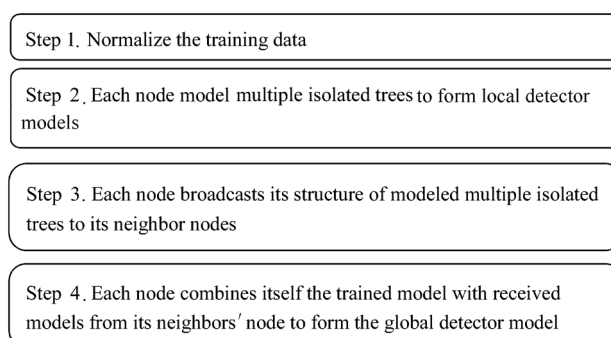 Step 1. Normalize the training data
Step 2. Each node model multiple isolated trees to form local detector
models
Step 3. Each node broadcasts its structure of modeled multiple isolated
trees to its neighbor nodes
Step 4. Each node combines itself the trained model with received
models from its neighbors' node to form the global detector model